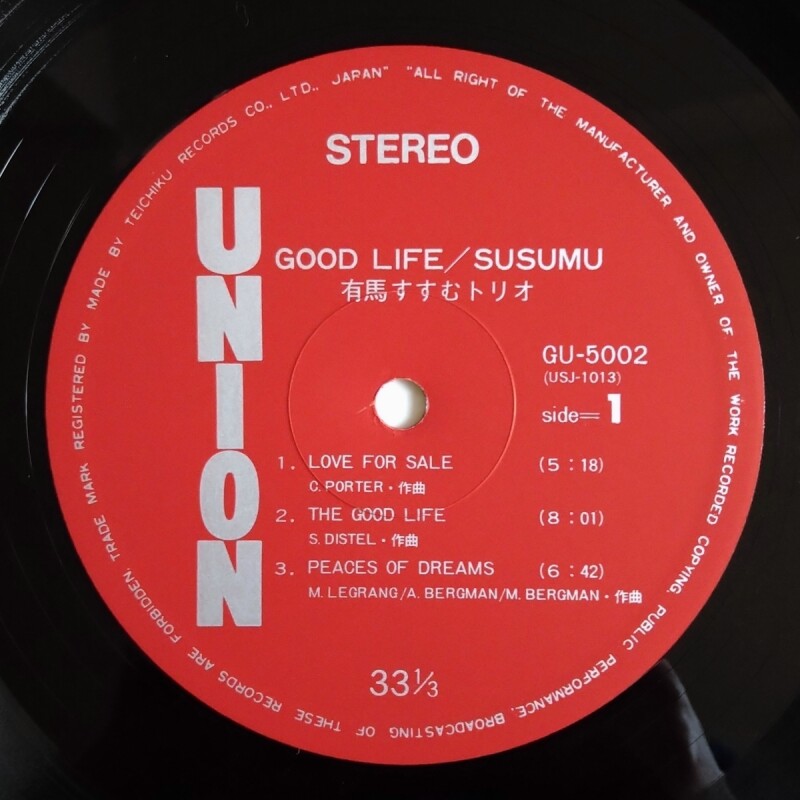 TRADE MARK REGISTERED BY MADE BY TEICHIKU RECORDS CO., LTD., JAPAN" "ALL RIGHT OF THE MANUFACTURER AND OWNER OF THE WORK RECORDED COPYING, PUBLIC PERFORMANCE, BROADCASTING OF THESE RECORDS ARE FORBIDDEN,
STEREO
UNION
GOOD LIFE/SUSUMU
有馬すすむトリオ
GU-5002
(USJ-1013)
side=1
1. LOVE FOR SALE (5:18)
C. PORTER・作曲
2. THE GOOD LIFE (8:01)
S. DISTEL・作曲
3. PEACES OF DREAMS (6:42)
M. LEGRANG/A. BERGMAN/M. BERGMAN・作曲
33⅓